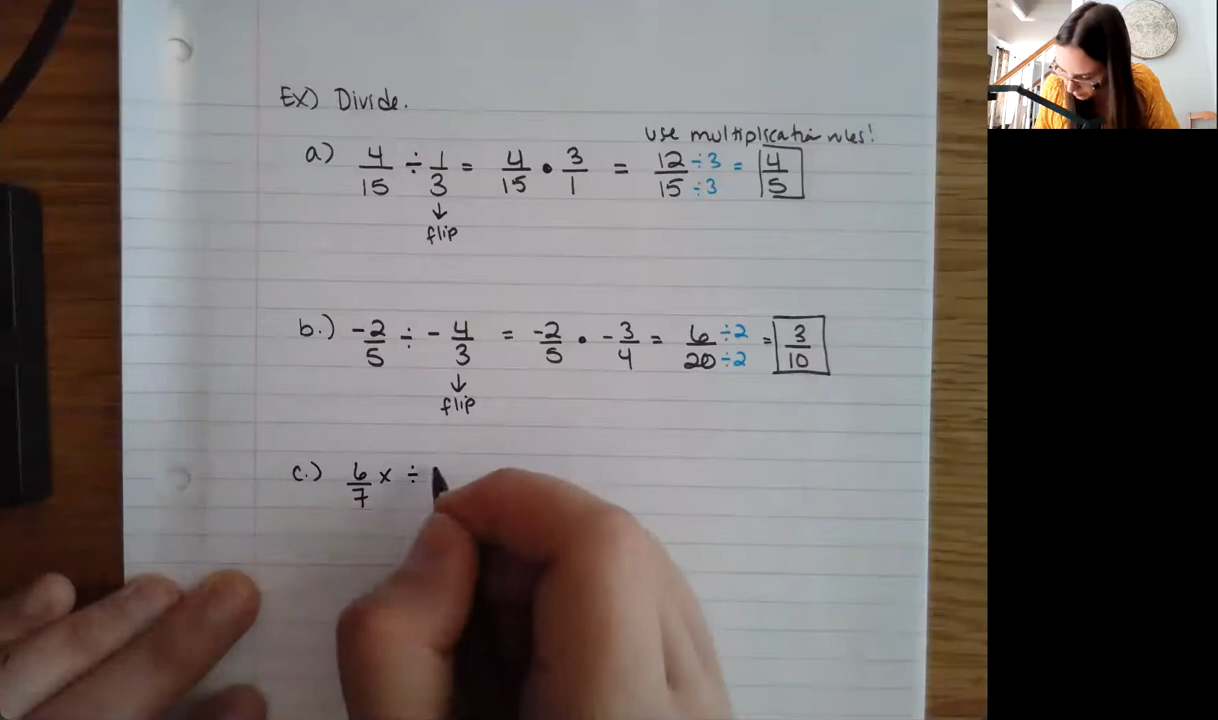 Ex) Divide.
use multiplication rules!
a) 4/15 ÷ 1/3 = 4/15 • 3/1 = 12/15 ÷3/÷3 = 4/5
↓
flip
b.) -2/5 ÷ -4/3 = -2/5 • -3/4 = 6/20 ÷2/÷2 = 3/10
↓
flip
c.) 6/7 x ÷